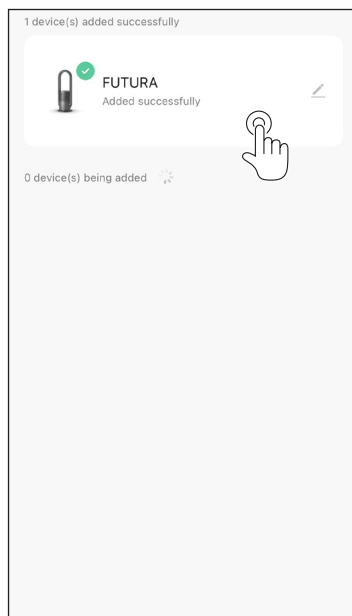 1 device(s) added successfully
FUTURA
Added successfully
0 device(s) being added